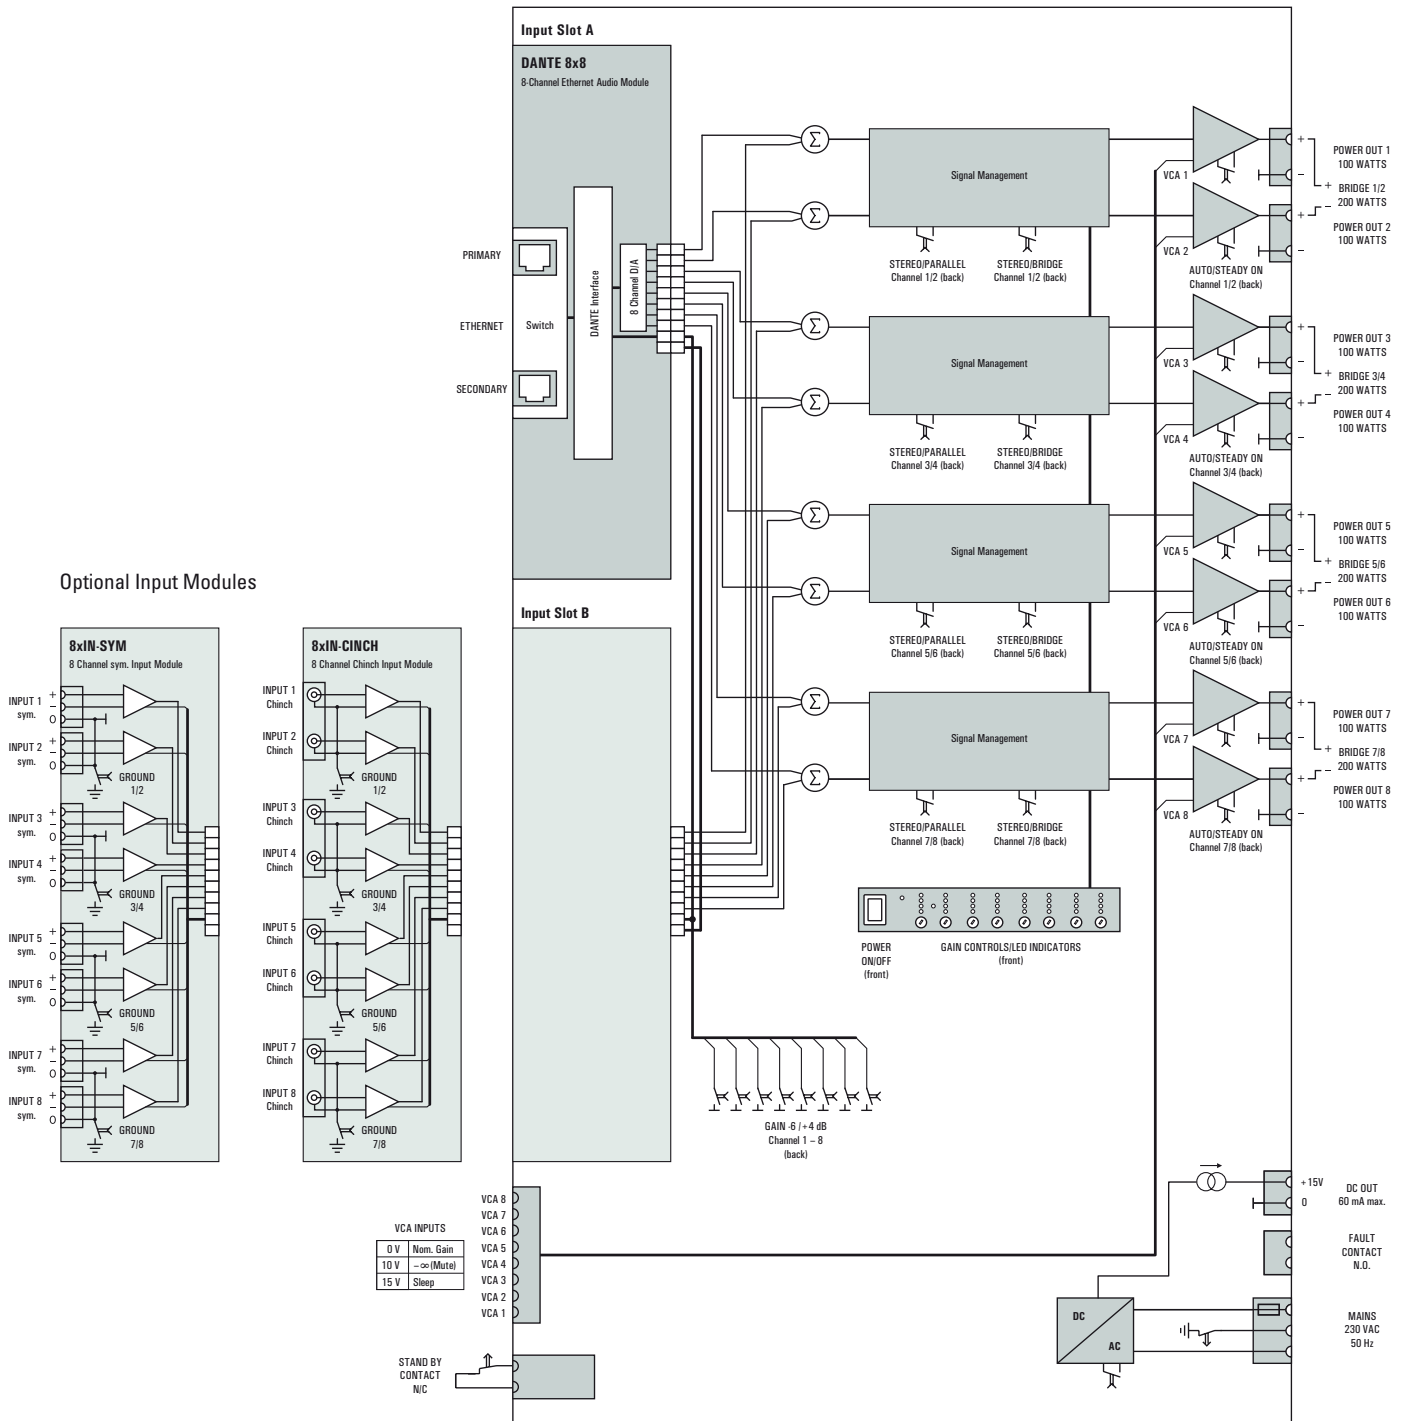 Input Slot A
DANTE 8x8
8-Channel Ethernet Audio Module
PRIMARY
ETHERNET
SECONDARY
Switch
DANTE Interface
8 Channel D/A
Σ
Σ
Signal Management
STEREO/PARALLEL
Channel 1/2 (back)
STEREO/BRIDGE
Channel 1/2 (back)
VCA 1
VCA 2
AUTO/STEADY ON
Channel 1/2 (back)
+
−
+
−
POWER OUT 1
100 WATTS
+ BRIDGE 1/2
− 200 WATTS
POWER OUT 2
100 WATTS
Σ
Σ
Signal Management
STEREO/PARALLEL
Channel 3/4 (back)
STEREO/BRIDGE
Channel 3/4 (back)
VCA 3
VCA 4
AUTO/STEADY ON
Channel 3/4 (back)
+
−
+
−
POWER OUT 3
100 WATTS
+ BRIDGE 3/4
− 200 WATTS
POWER OUT 4
100 WATTS
Σ
Σ
Signal Management
STEREO/PARALLEL
Channel 5/6 (back)
STEREO/BRIDGE
Channel 5/6 (back)
VCA 5
VCA 6
AUTO/STEADY ON
Channel 5/6 (back)
+
−
+
−
POWER OUT 5
100 WATTS
+ BRIDGE 5/6
− 200 WATTS
POWER OUT 6
100 WATTS
Σ
Σ
Signal Management
STEREO/PARALLEL
Channel 7/8 (back)
STEREO/BRIDGE
Channel 7/8 (back)
VCA 7
VCA 8
AUTO/STEADY ON
Channel 7/8 (back)
+
−
+
−
POWER OUT 7
100 WATTS
+ BRIDGE 7/8
− 200 WATTS
POWER OUT 8
100 WATTS
Optional Input Modules
8xIN-SYM
8 Channel sym. Input Module
INPUT 1
sym.
+
−
0
INPUT 2
sym.
+
−
0
GROUND
1/2
INPUT 3
sym.
+
−
0
INPUT 4
sym.
+
−
0
GROUND
3/4
INPUT 5
sym.
+
−
0
INPUT 6
sym.
+
−
0
GROUND
5/6
INPUT 7
sym.
+
−
0
INPUT 8
sym.
+
−
0
GROUND
7/8
8xIN-CINCH
8 Channel Chinch Input Module
INPUT 1
Chinch
INPUT 2
Chinch
GROUND
1/2
INPUT 3
Chinch
INPUT 4
Chinch
GROUND
3/4
INPUT 5
Chinch
INPUT 6
Chinch
GROUND
5/6
INPUT 7
Chinch
INPUT 8
Chinch
GROUND
7/8
Input Slot B
POWER
ON/OFF
(front)
GAIN CONTROLS/LED INDICATORS
(front)
GAIN -6 /+4 dB
Channel 1 – 8
(back)
VCA INPUTS
0 V Nom. Gain
10 V −∞(Mute)
15 V Sleep
VCA 8
VCA 7
VCA 6
VCA 5
VCA 4
VCA 3
VCA 2
VCA 1
STAND BY
CONTACT
N/C
+15V
0
DC OUT
60 mA max.
FAULT
CONTACT
N.O.
DC
AC
MAINS
230 VAC
50 Hz